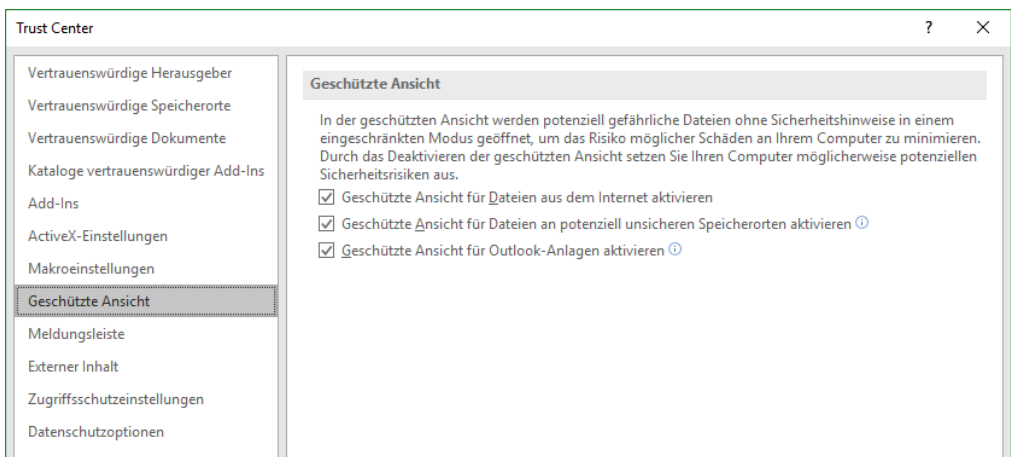 Trust Center
?
Vertrauenswürdige Herausgeber
Vertrauenswürdige Speicherorte
Vertrauenswürdige Dokumente
Kataloge vertrauenswürdiger Add-Ins
Add-Ins
ActiveX-Einstellungen
Makroeinstellungen
Geschützte Ansicht
Meldungsleiste
Externer Inhalt
Zugriffsschutzeinstellungen
Datenschutzoptionen
Geschützte Ansicht
In der geschützten Ansicht werden potenziell gefährliche Dateien ohne Sicherheitshinweise in einem
eingeschränkten Modus geöffnet, um das Risiko möglicher Schäden an Ihrem Computer zu minimieren.
Durch das Deaktivieren der geschützten Ansicht setzen Sie Ihren Computer möglicherweise potenziellen
Sicherheitsrisiken aus.
Geschützte Ansicht für Dateien aus dem Internet aktivieren
Geschützte Ansicht für Dateien an potenziell unsicheren Speicherorten aktivieren
Geschützte Ansicht für Outlook-Anlagen aktivieren